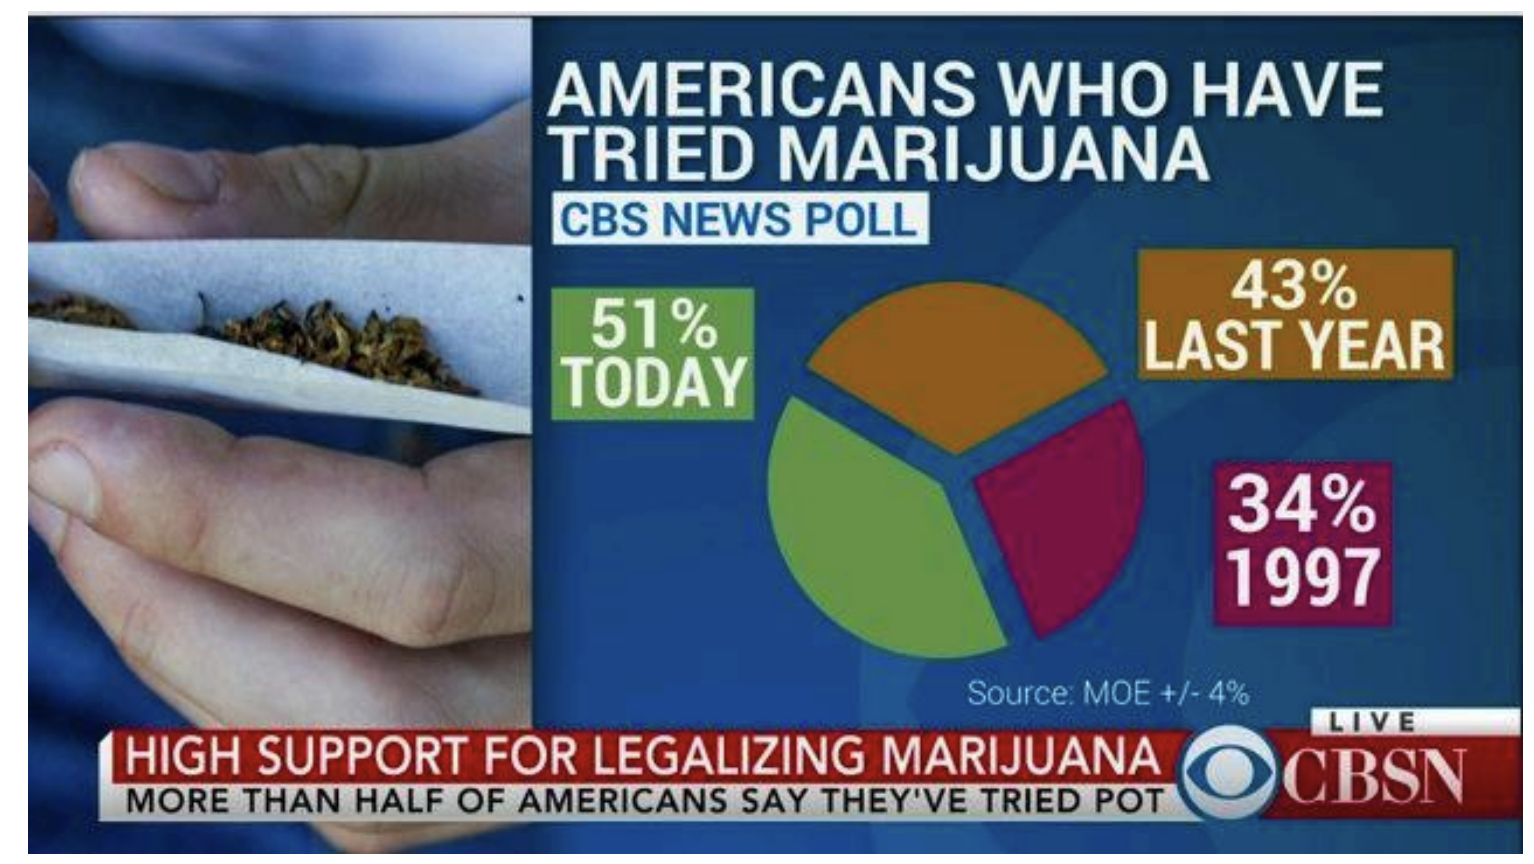 AMERICANS WHO HAVE
TRIED MARIJUANA
CBS NEWS POLL
51%
TODAY
43%
LAST YEAR
34%
1997
Source: MOE +/- 4%
LIVE
HIGH SUPPORT FOR LEGALIZING MARIJUANA
MORE THAN HALF OF AMERICANS SAY THEY'VE TRIED POT
CBSN